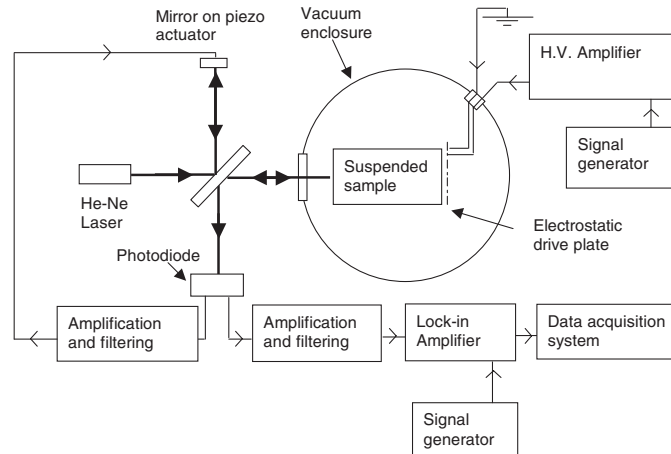 Mirror on piezo
actuator
Vacuum
enclosure
H.V. Amplifier
Signal
generator
Suspended
sample
He-Ne
Laser
Electrostatic
drive plate
Photodiode
Amplification
and filtering
Amplification
and filtering
Lock-in
Amplifier
Data acquisition
system
Signal
generator